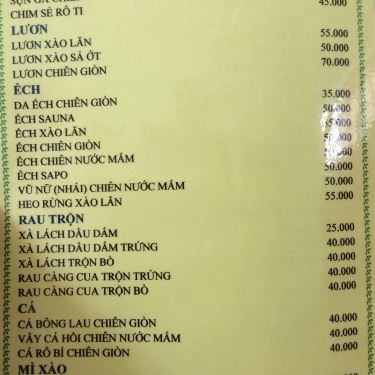 CHIM SẺ RÔ TI 45.000
LƯƠN
LƯƠN XÀO LĂN 55.000
LƯƠN XÀO SẢ ỚT 50.000
LƯƠN CHIÊN GIÒN 70.000
ẾCH
DA ẾCH CHIÊN GIÒN 35.000
ẾCH SAUNA 50.000
ẾCH XÀO LĂN
ẾCH CHIÊN GIÒN 50.000
ẾCH CHIÊN NƯỚC MẮM 50.000
ẾCH SAPO 50.000
VŨ NỮ (NHÁI) CHIÊN NƯỚC MẮM 50.000
HEO RỪNG XÀO LĂN 55.000
RAU TRỘN
XÀ LÁCH DẦU DẤM 25.000
XÀ LÁCH DẦU DẤM TRỨNG 40.000
XÀ LÁCH TRỘN BÒ 40.000
RAU CÀNG CUA TRỘN TRỨNG 40.000
RAU CÀNG CUA TRỘN BÒ 40.000
CÁ
CÁ BÔNG LAU CHIÊN GIÒN 40.000
VÂY CÁ HỒI CHIÊN NƯỚC MẮM 40.000
CÁ RÔ BÍ CHIÊN GIÒN 40.000
MÌ XÀO